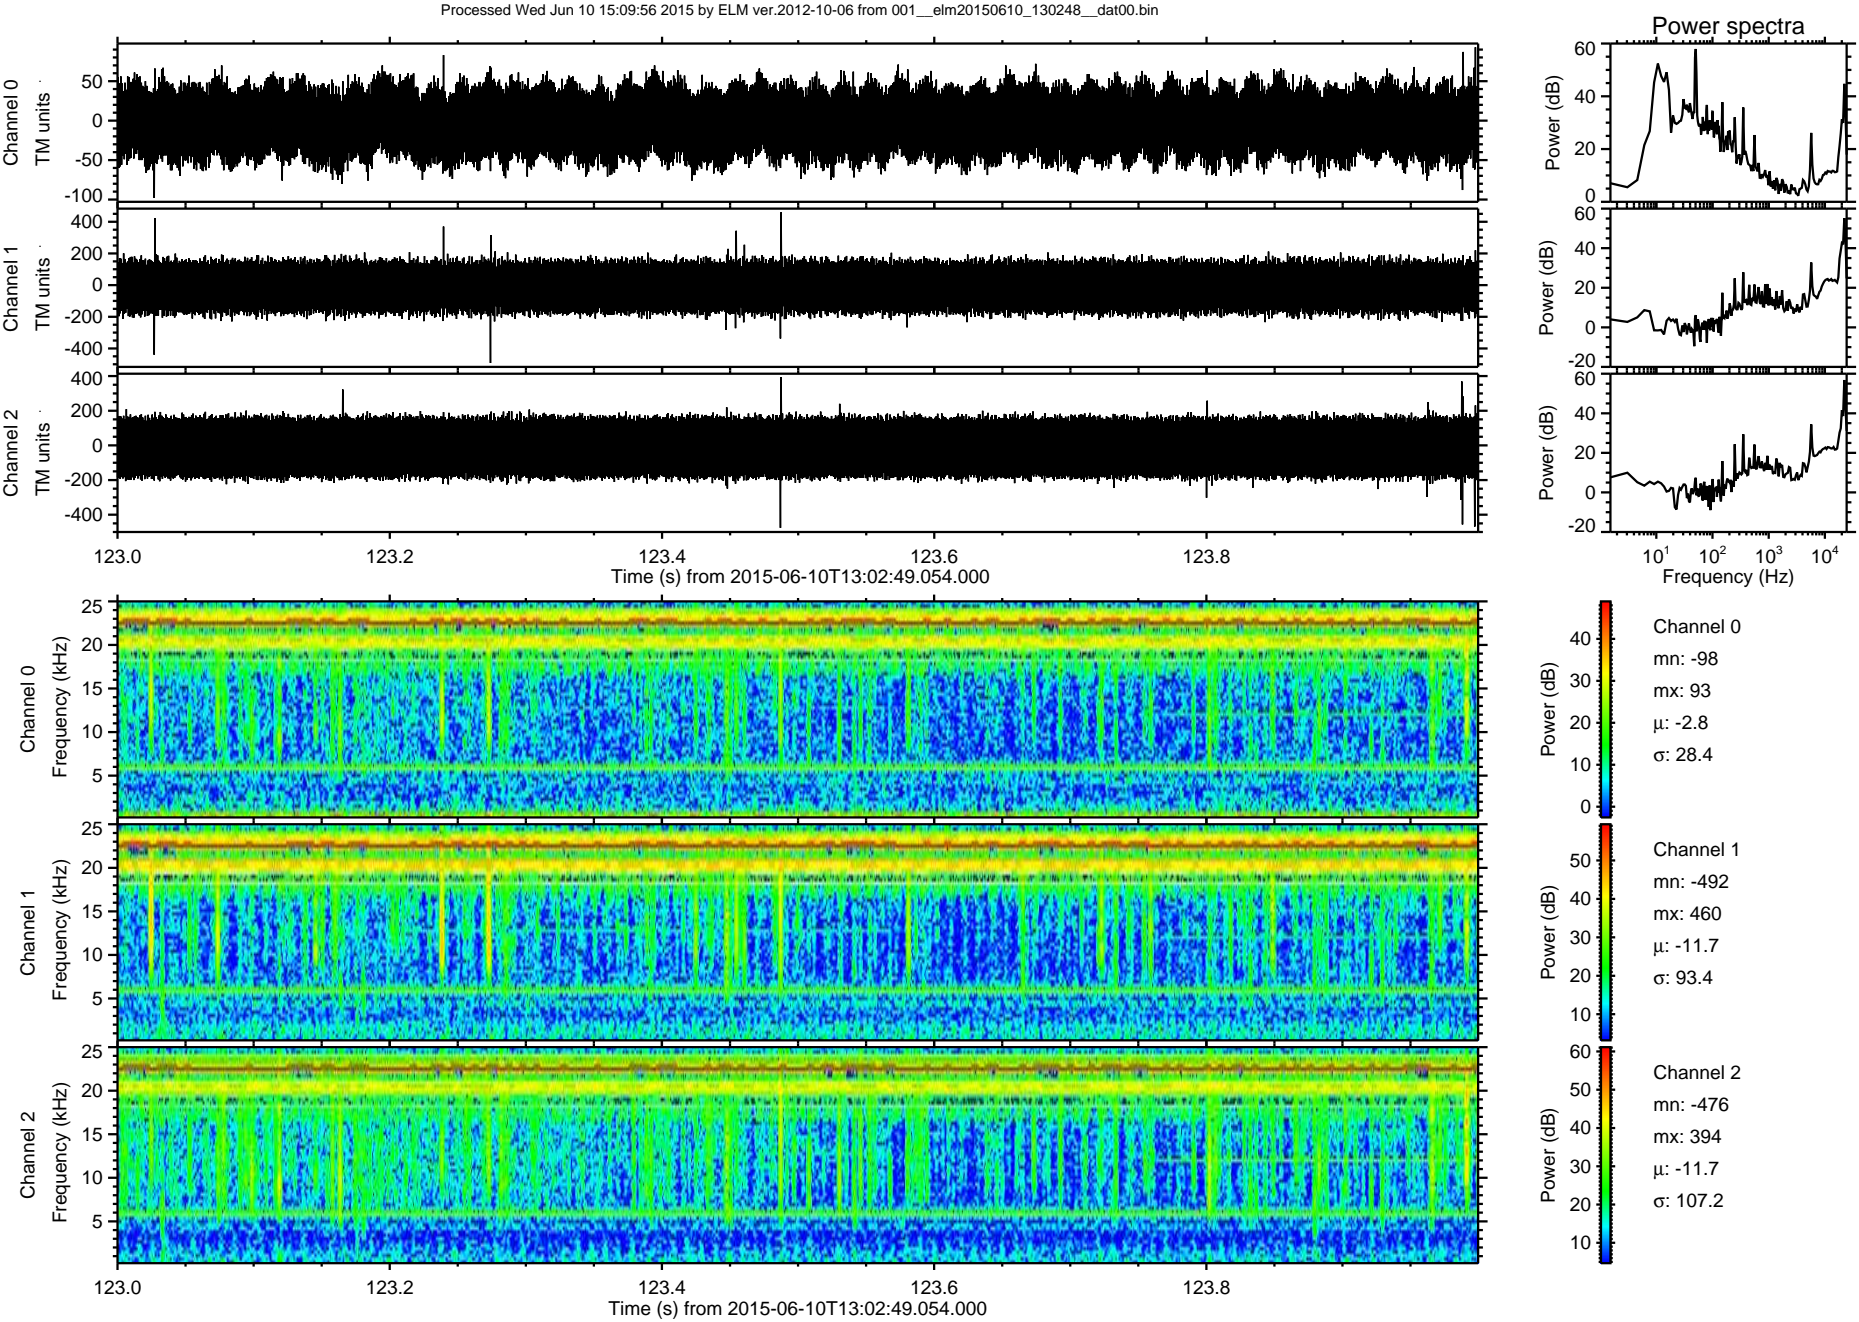 Processed Wed Jun 10 15:09:56 2015 by ELM ver.2012-10-06 from 001__elm20150610_130248__dat00.bin
Power spectra
Channel 0
TM units
50
0
-50
-100
Power (dB)
60
40
20
0
Channel 1
TM units
400
200
0
-200
-400
Power (dB)
60
40
20
0
-20
Channel 2
TM units
400
200
0
-200
-400
Power (dB)
60
40
20
0
-20
123.0 123.2 123.4 123.6 123.8
Time (s) from 2015-06-10T13:02:49.054.000
10¹ 10² 10³ 10⁴
Frequency (Hz)
Channel 0
Frequency (kHz)
25
20
15
10
5
Power (dB)
40
30
20
10
0
Channel 0
mn: -98
mx: 93
μ: -2.8
σ: 28.4
Channel 1
Frequency (kHz)
25
20
15
10
5
Power (dB)
50
40
30
20
10
Channel 1
mn: -492
mx: 460
μ: -11.7
σ: 93.4
Channel 2
Frequency (kHz)
25
20
15
10
5
Power (dB)
60
50
40
30
20
10
Channel 2
mn: -476
mx: 394
μ: -11.7
σ: 107.2
123.0 123.2 123.4 123.6 123.8
Time (s) from 2015-06-10T13:02:49.054.000